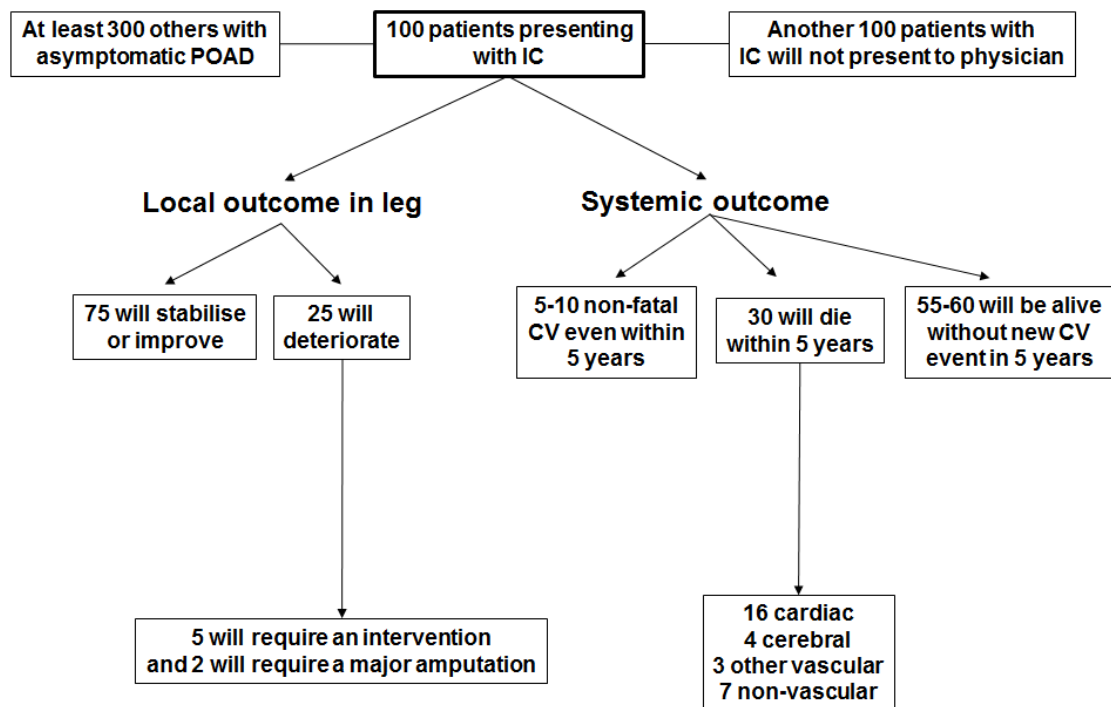 At least 300 others with
asymptomatic POAD
100 patients presenting
with IC
Another 100 patients with
IC will not present to physician
Local outcome in leg
Systemic outcome
75 will stabilise
or improve
25 will
deteriorate
5-10 non-fatal
CV even within
5 years
30 will die
within 5 years
55-60 will be alive
without new CV
event in 5 years
5 will require an intervention
and 2 will require a major amputation
16 cardiac
4 cerebral
3 other vascular
7 non-vascular